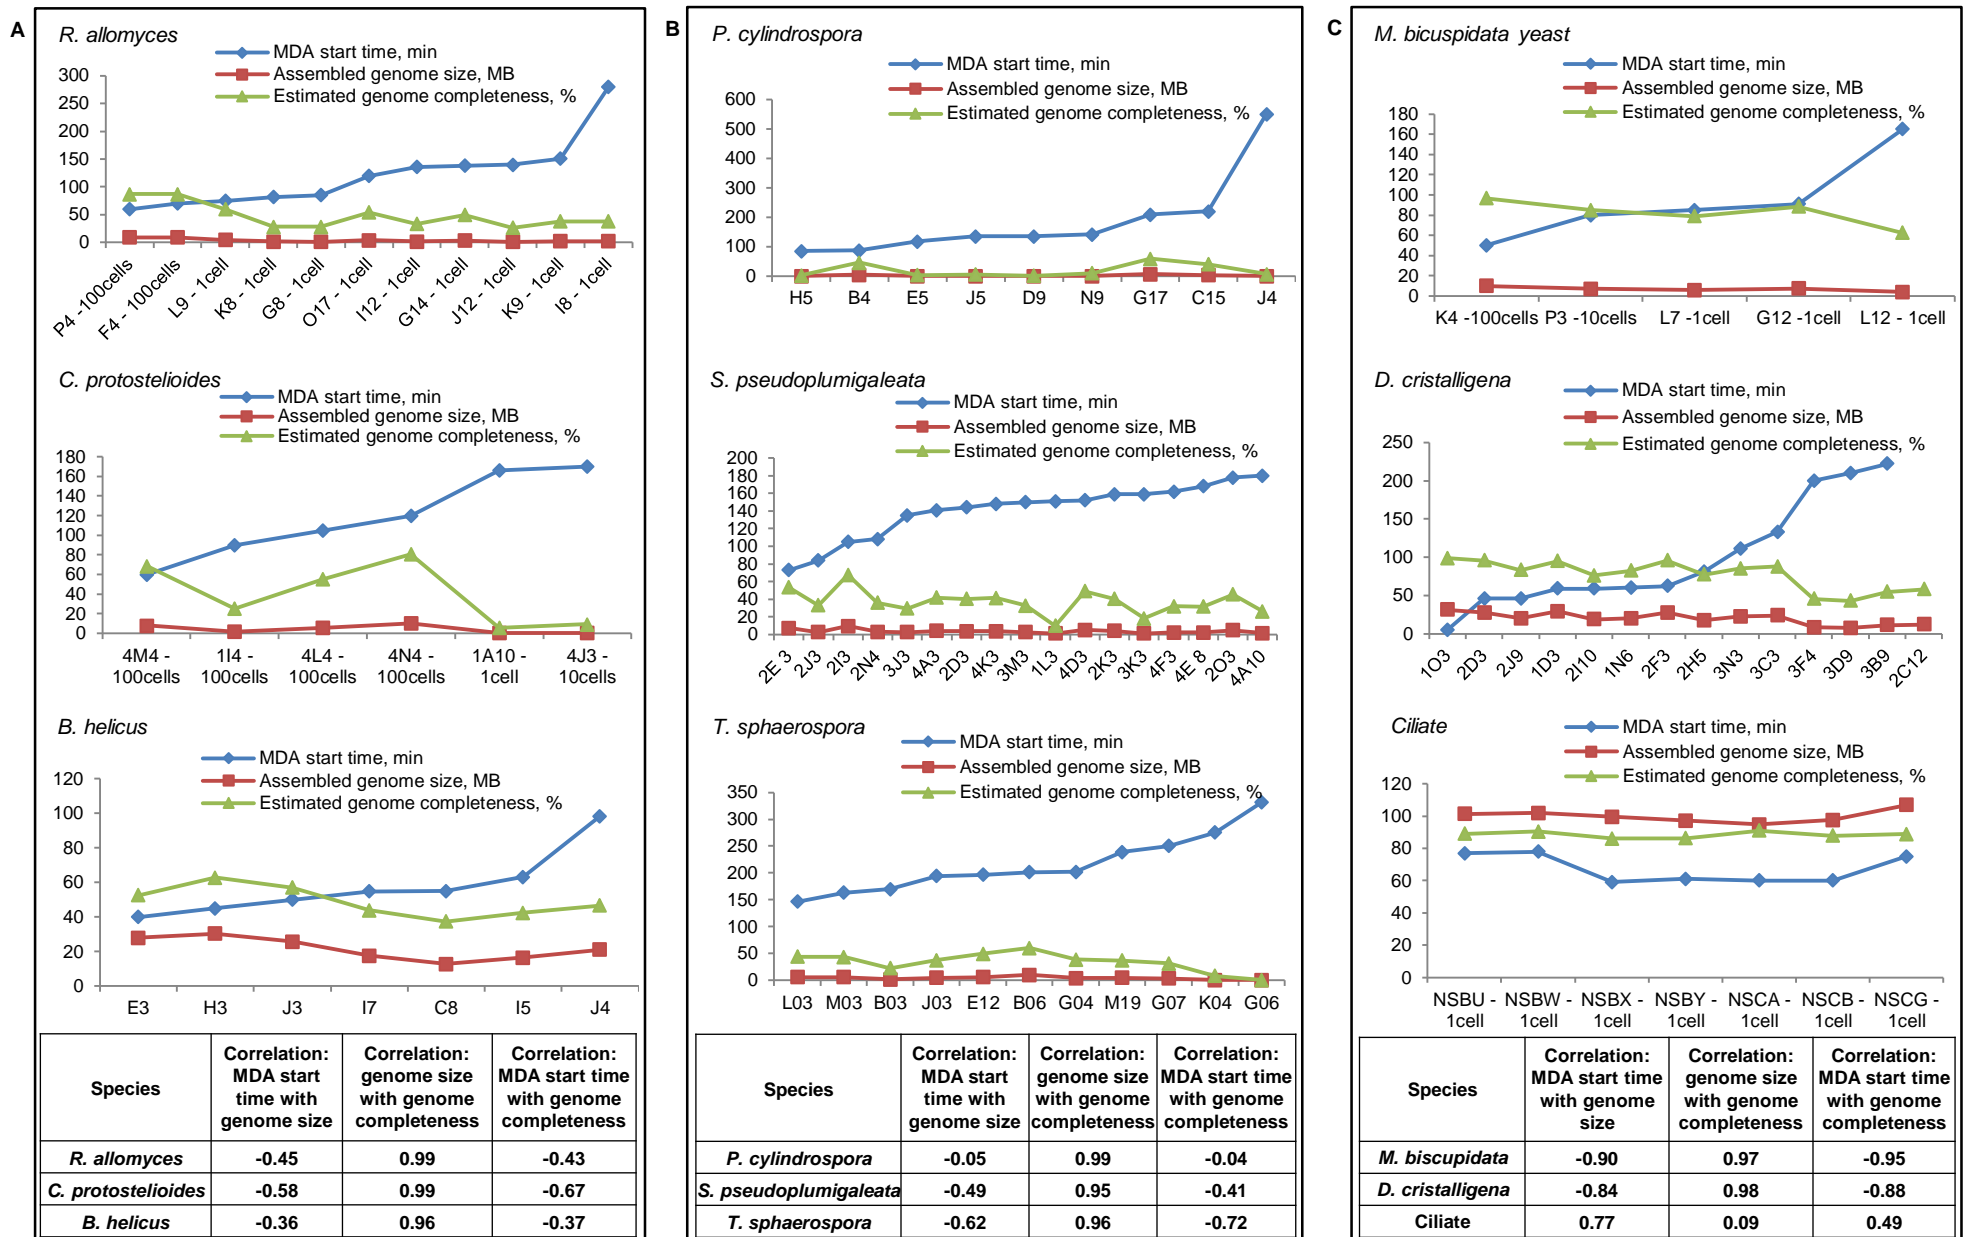 A
R. allomyces
MDA start time, min
Assembled genome size, MB
Estimated genome completeness, %
300
250
200
150
100
50
0
P4 -100cells
F4 - 100cells
L9 - 1cell
K8 - 1cell
G8 - 1cell
O17 - 1cell
I12 - 1cell
G14 - 1cell
J12 - 1cell
K9 - 1cell
I8 - 1cell
C. protostelioides
MDA start time, min
Assembled genome size, MB
Estimated genome completeness, %
180
160
140
120
100
80
60
40
20
0
4M4 - 100cells
1I4 - 100cells
4L4 - 100cells
4N4 - 100cells
1A10 - 1cell
4J3 - 10cells
B. helicus
MDA start time, min
Assembled genome size, MB
Estimated genome completeness, %
120
100
80
60
40
20
0
E3 H3 J3 I7 C8 I5 J4
Species
Correlation: MDA start time with genome size
Correlation: genome size with genome completeness
Correlation: MDA start time with genome completeness
R. allomyces -0.45 0.99 -0.43
C. protostelioides -0.58 0.99 -0.67
B. helicus -0.36 0.96 -0.37
B
P. cylindrospora
MDA start time, min
Assembled genome size, MB
Estimated genome completeness, %
600
500
400
300
200
100
0
H5 B4 E5 J5 D9 N9 G17 C15 J4
S. pseudoplumigaleata
MDA start time, min
Assembled genome size, MB
Estimated genome completeness, %
200
180
160
140
120
100
80
60
40
20
0
2E 3
2J3
2I3
2N4
3J3
4A3
2D3
4K3
3M3
1L3
4D3
2K3
3K3
4F3
4E 8
2O3
4A10
T. sphaerospora
MDA start time, min
Assembled genome size, MB
Estimated genome completeness, %
350
300
250
200
150
100
50
0
L03 M03 B03 J03 E12 B06 G04 M19 G07 K04 G06
Species
Correlation: MDA start time with genome size
Correlation: genome size with genome completeness
Correlation: MDA start time with genome completeness
P. cylindrospora -0.05 0.99 -0.04
S. pseudoplumigaleata -0.49 0.95 -0.41
T. sphaerospora -0.62 0.96 -0.72
C
M. bicuspidata yeast
MDA start time, min
Assembled genome size, MB
Estimated genome completeness, %
180
160
140
120
100
80
60
40
20
0
K4 -100cells P3 -10cells L7 -1cell G12 -1cell L12 - 1cell
D. cristalligena
MDA start time, min
Assembled genome size, MB
Estimated genome completeness, %
250
200
150
100
50
0
1O3
2D3
2J9
1D3
2I10
1N6
2F3
2H5
3N3
3C3
3F4
3D9
3B9
2C12
Ciliate
MDA start time, min
Assembled genome size, MB
Estimated genome completeness, %
120
100
80
60
40
20
0
NSBU - 1cell
NSBW - 1cell
NSBX - 1cell
NSBY - 1cell
NSCA - 1cell
NSCB - 1cell
NSCG - 1cell
Species
Correlation: MDA start time with genome size
Correlation: genome size with genome completeness
Correlation: MDA start time with genome completeness
M. biscupidata -0.90 0.97 -0.95
D. cristalligena -0.84 0.98 -0.88
Ciliate 0.77 0.09 0.49